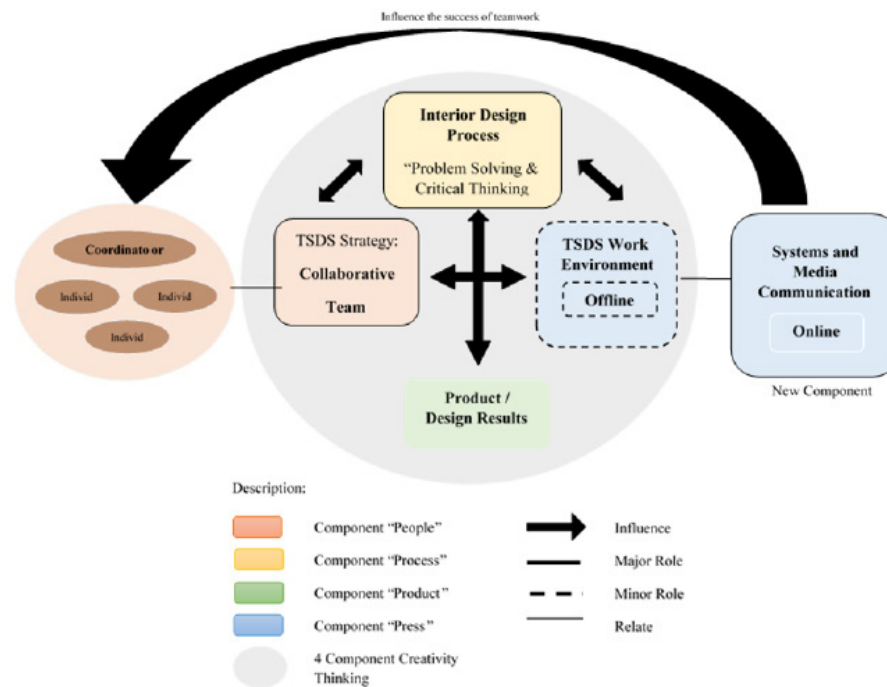 Influence the success of teamwork
Interior Design
Process
“Problem Solving &
Critical Thinking
TSDS Strategy:
Collaborative
Team
TSDS Work
Environment
Offline
Systems and
Media
Communication
Online
New Component
Coordinato or
Individ
Individ
Individ
Product /
Design Results
Description:
Component “People”
Component “Process”
Component “Product”
Component “Press”
4 Component Creativity
Thinking
Influence
Major Role
Minor Role
Relate